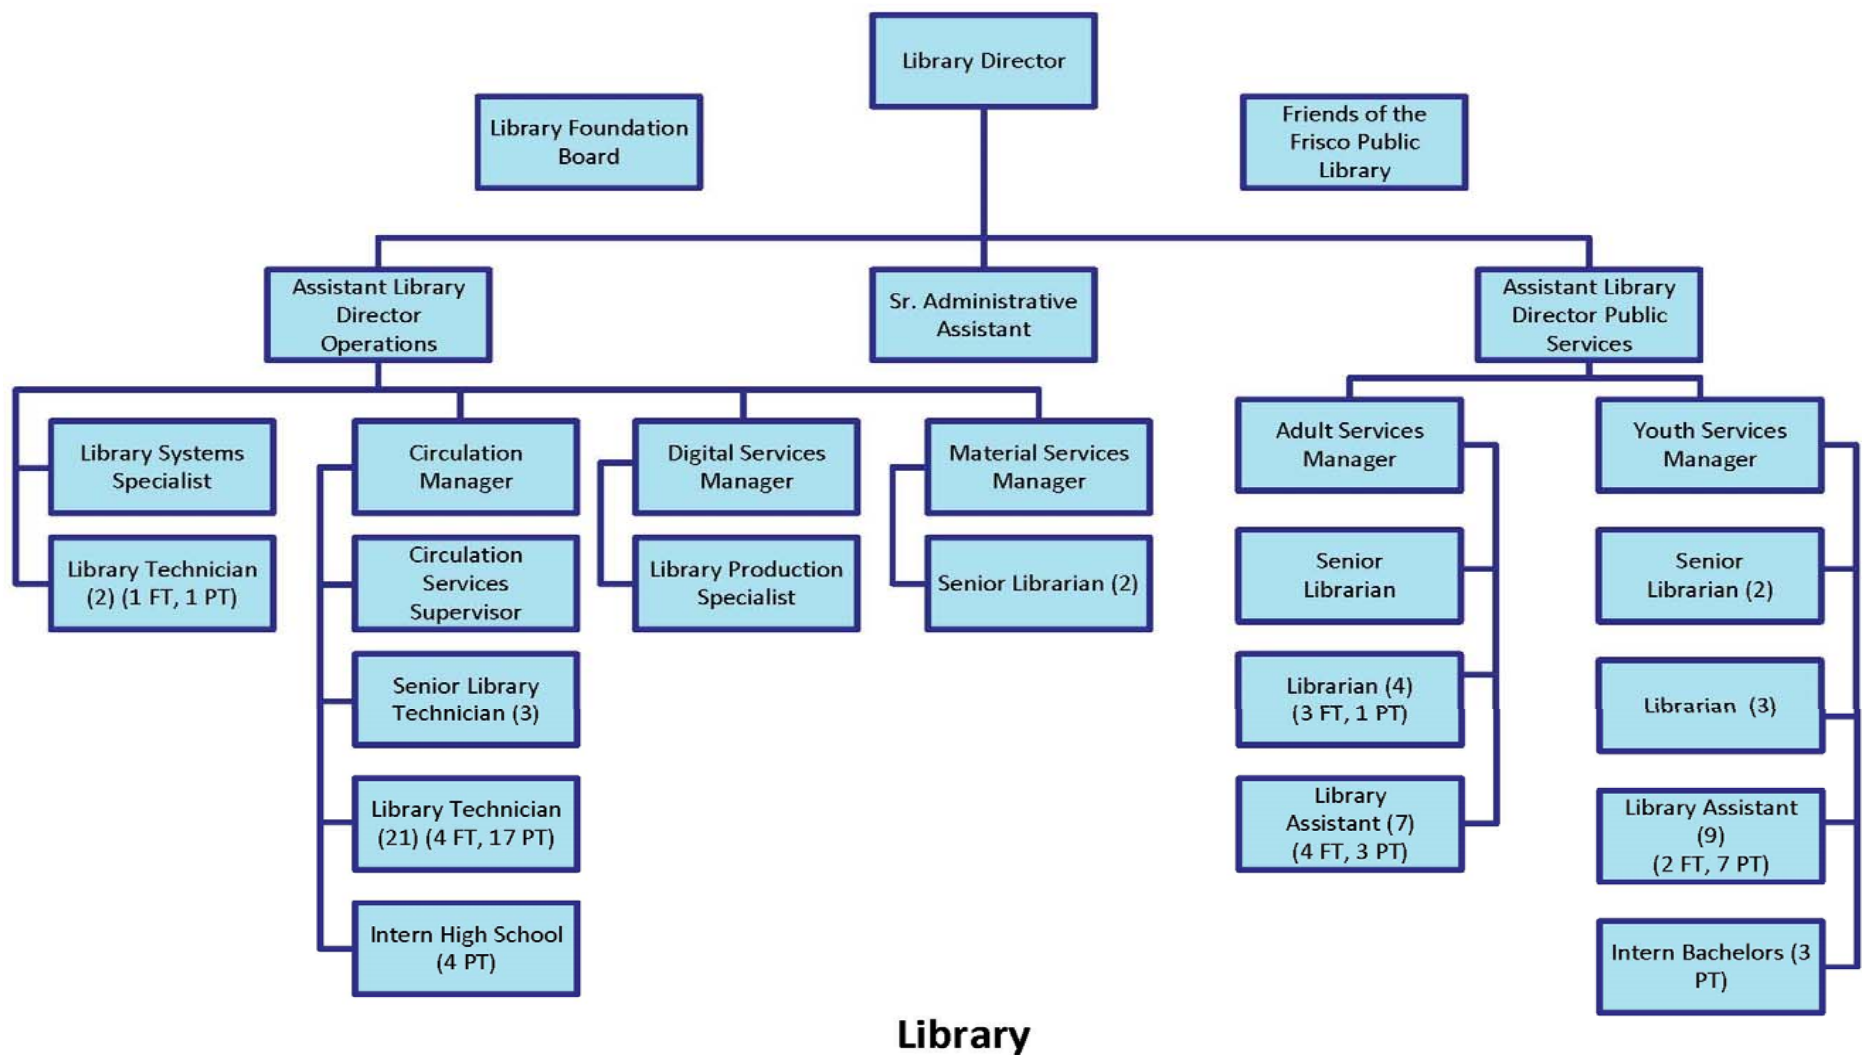 Library Director
Library Foundation
Board
Friends of the
Frisco Public
Library
Assistant Library
Director
Operations
Sr. Administrative
Assistant
Assistant Library
Director Public
Services
Library Systems
Specialist
Circulation
Manager
Digital Services
Manager
Material Services
Manager
Adult Services
Manager
Youth Services
Manager
Library Technician
(2) (1 FT, 1 PT)
Circulation
Services
Supervisor
Library Production
Specialist
Senior Librarian (2)
Senior
Librarian
Senior
Librarian (2)
Senior Library
Technician (3)
Librarian (4)
(3 FT, 1 PT)
Librarian (3)
Library Technician
(21) (4 FT, 17 PT)
Library
Assistant (7)
(4 FT, 3 PT)
Library Assistant
(9)
(2 FT, 7 PT)
Intern High School
(4 PT)
Intern Bachelors (3
PT)
Library